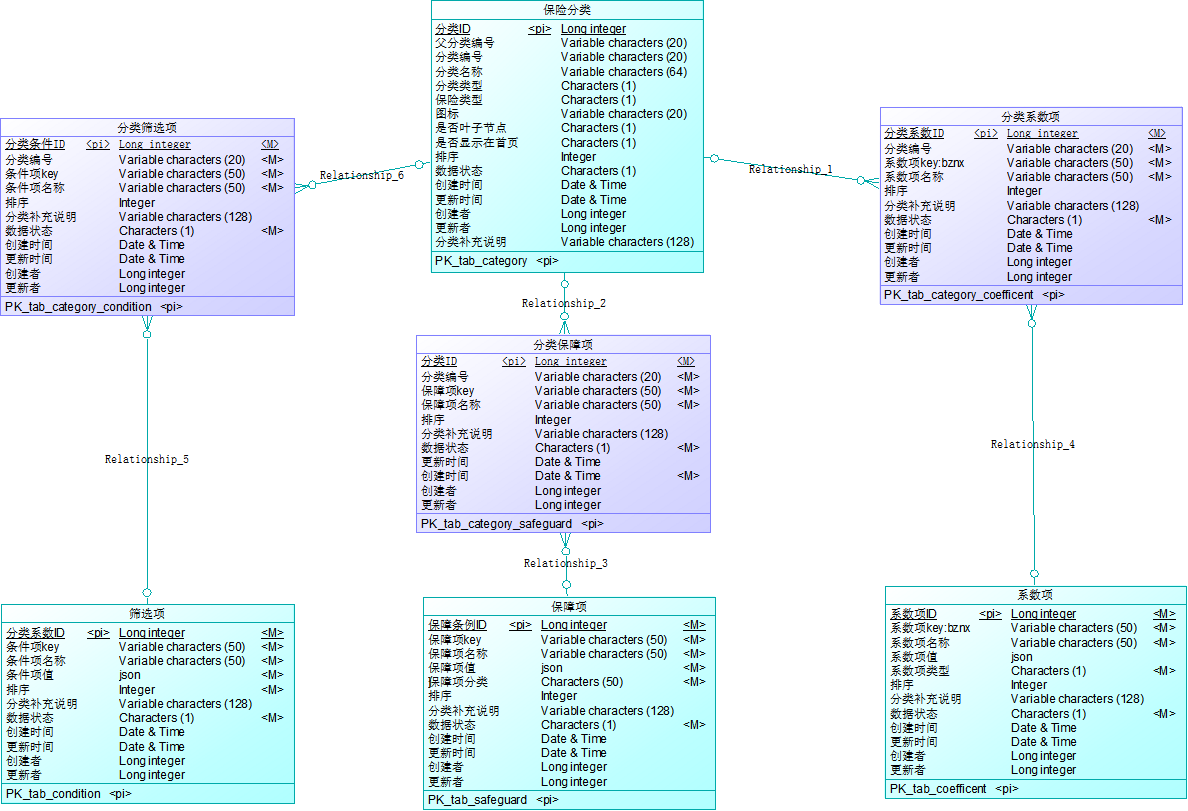 保险分类
分类ID <pi> Long integer
父分类编号 Variable characters (20)
分类编号 Variable characters (20)
分类名称 Variable characters (64)
分类类型 Characters (1)
保险类型 Characters (1)
图标 Variable characters (20)
是否叶子节点 Characters (1)
是否显示在首页 Characters (1)
排序 Integer
数据状态 Characters (1)
创建时间 Date & Time
更新时间 Date & Time
创建者 Long integer
更新者 Long integer
分类补充说明 Variable characters (128)
PK_tab_category <pi>
分类筛选项
分类条件ID <pi> Long integer <M>
分类编号 Variable characters (20) <M>
条件项key Variable characters (50) <M>
条件项名称 Variable characters (50) <M>
排序 Integer
分类补充说明 Variable characters (128)
数据状态 Characters (1) <M>
创建时间 Date & Time
更新时间 Date & Time
创建者 Long integer
更新者 Long integer
PK_tab_category_condition <pi>
Relationship_6
Relationship_1
分类系数项
分类系数ID <pi> Long integer <M>
分类编号 Variable characters (20) <M>
系数项key:bznx Variable characters (50) <M>
系数项名称 Variable characters (50) <M>
排序 Integer
分类补充说明 Variable characters (128)
数据状态 Characters (1) <M>
创建时间 Date & Time
更新时间 Date & Time
创建者 Long integer
更新者 Long integer
PK_tab_category_coefficent <pi>
Relationship_2
分类保障项
分类ID <pi> Long integer <M>
分类编号 Variable characters (20) <M>
保障项key Variable characters (50) <M>
保障项名称 Variable characters (50) <M>
排序 Integer
分类补充说明 Variable characters (128)
数据状态 Characters (1) <M>
更新时间 Date & Time
创建时间 Date & Time <M>
创建者 Long integer
更新者 Long integer
PK_tab_category_safeguard <pi>
Relationship_5
Relationship_3
Relationship_4
筛选项
分类系数ID <pi> Long integer <M>
条件项key Variable characters (50) <M>
条件项名称 Variable characters (50) <M>
条件项值 json <M>
排序 Integer <M>
分类补充说明 Variable characters (128)
数据状态 Characters (1) <M>
创建时间 Date & Time
更新时间 Date & Time
创建者 Long integer
更新者 Long integer
PK_tab_condition <pi>
保障项
保障条例ID <pi> Long integer <M>
保障项key Variable characters (50) <M>
保障项名称 Variable characters (50) <M>
保障项值 json <M>
保障项分类 Characters (50) <M>
排序 Integer
分类补充说明 Variable characters (128)
数据状态 Characters (1) <M>
创建时间 Date & Time
更新时间 Date & Time
创建者 Long integer
更新者 Long integer
PK_tab_safeguard <pi>
系数项
系数项ID <pi> Long integer <M>
系数项key:bznx Variable characters (50) <M>
系数项名称 Variable characters (50) <M>
系数项值 json
系数项类型 Characters (1) <M>
排序 Integer
分类补充说明 Variable characters (128)
数据状态 Characters (1) <M>
创建时间 Date & Time
更新时间 Date & Time
创建者 Long integer
更新者 Long integer
PK_tab_coefficent <pi>